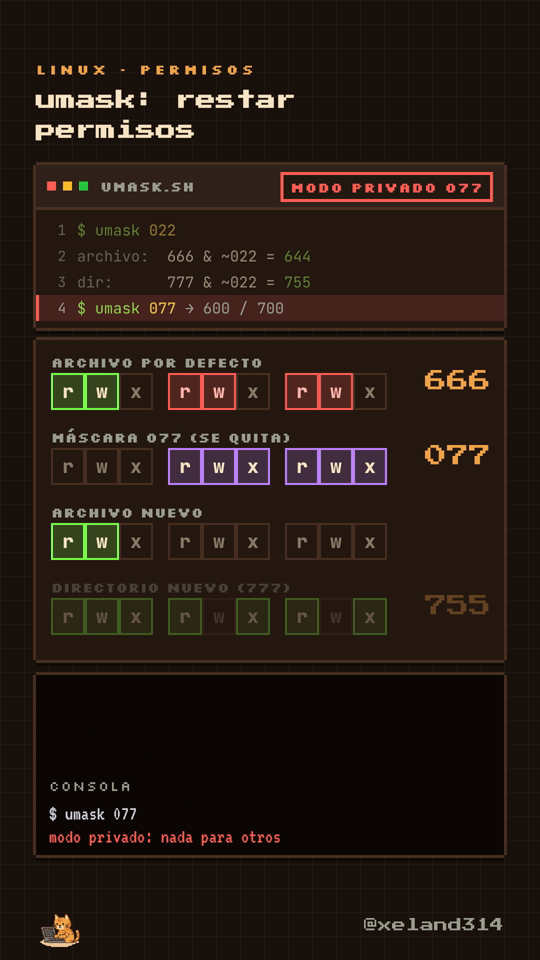 LINUX - PERMISOS
umask: restar
permisos
UMASK.SH
MODO PRIVADO 077
1 $ umask 022
2 archivo: 666 & ~022 = 644
3 dir: 777 & ~022 = 755
4 $ umask 077 → 600 / 700
ARCHIVO POR DEFECTO
r w x r w x r w x 666
MÁSCARA 077 (SE QUITA)
r w x r w x r w x 077
ARCHIVO NUEVO
r w x r w x r w x
DIRECTORIO NUEVO (777)
r w x r w x r w x 755
CONSOLA
$ umask 077
modo privado: nada para otros
@xeland314